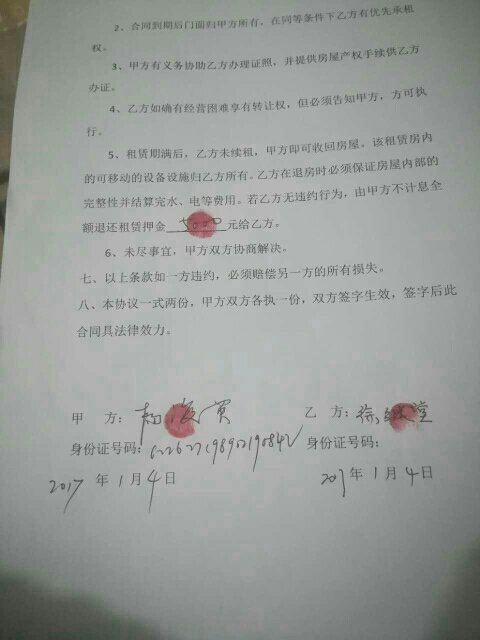 2、合同到期后门面归甲方所有，在同等条件下乙方有优先承租
权。
3、甲方有义务协助乙方办理证照，并提供房屋产权手续供乙方
办证。
4、乙方如确有经营困难享有转让权，但必须告知甲方，方可执
行。
5、租赁期满后，乙方未续租，甲方即可收回房屋。该租赁房内
的可移动的设备设施归乙方所有。乙方在退房时必须保证房屋内部的
完整性并结算完水、电等费用。若乙方无违约行为，由甲方不计息全
额退还租赁押金 5000 元给乙方。
6、未尽事宜，甲方双方协商解决。
七、以上条款如一方违约，必须赔偿另一方的所有损失。
八、本协议一式两份，甲方双方各执一份，双方签字生效，签字后此
合同具法律效力。
甲 方：
乙 方：
身份证号码：
身份证号码：
2017 年 1 月 4 日
2017 年 1 月 4 日